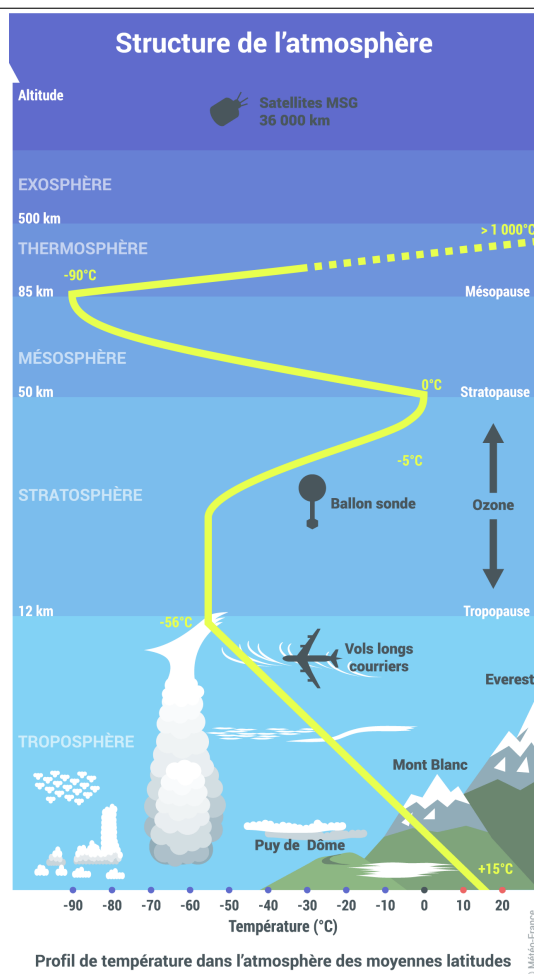 Structure de l’atmosphère
Altitude
Satellites MSG
36 000 km
EXOSPHÈRE
500 km
> 1 000°C
THERMOSPHÈRE
-90°C
85 km
Mésopause
MÉSOSPHÈRE
0°C
50 km
Stratopause
-5°C
STRATOSPHÈRE
Ballon sonde
Ozone
12 km
Tropopause
-56°C
Vols longs
courriers
Everest
TROPOSPHÈRE
Mont Blanc
Puy de Dôme
+15°C
-90 -80 -70 -60 -50 -40 -30 -20 -10 0 10 20
Température (°C)
Météo-France
Profil de température dans l’atmosphère des moyennes latitudes